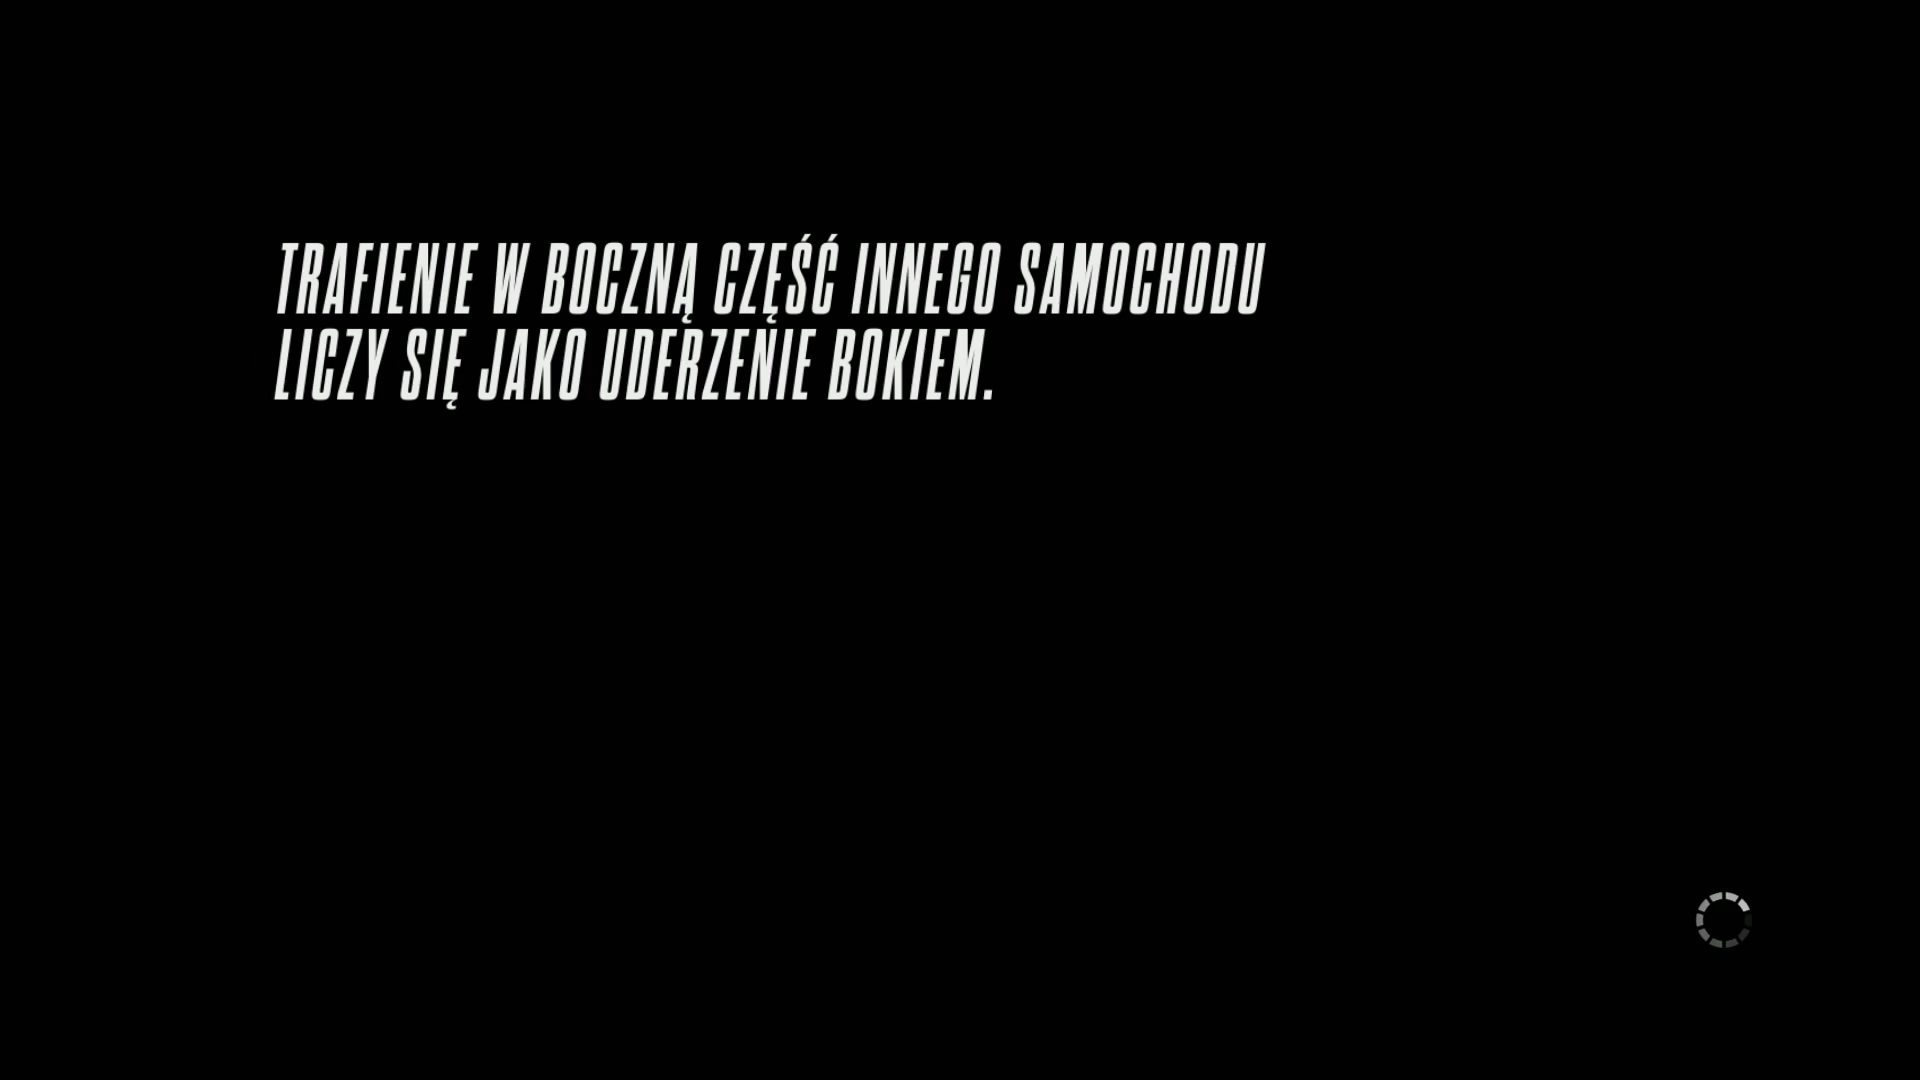 TRAFIENIE W BOCZNĄ CZĘŚĆ INNEGO SAMOCHODU
LICZY SIĘ JAKO UDERZENIE BOKIEM.